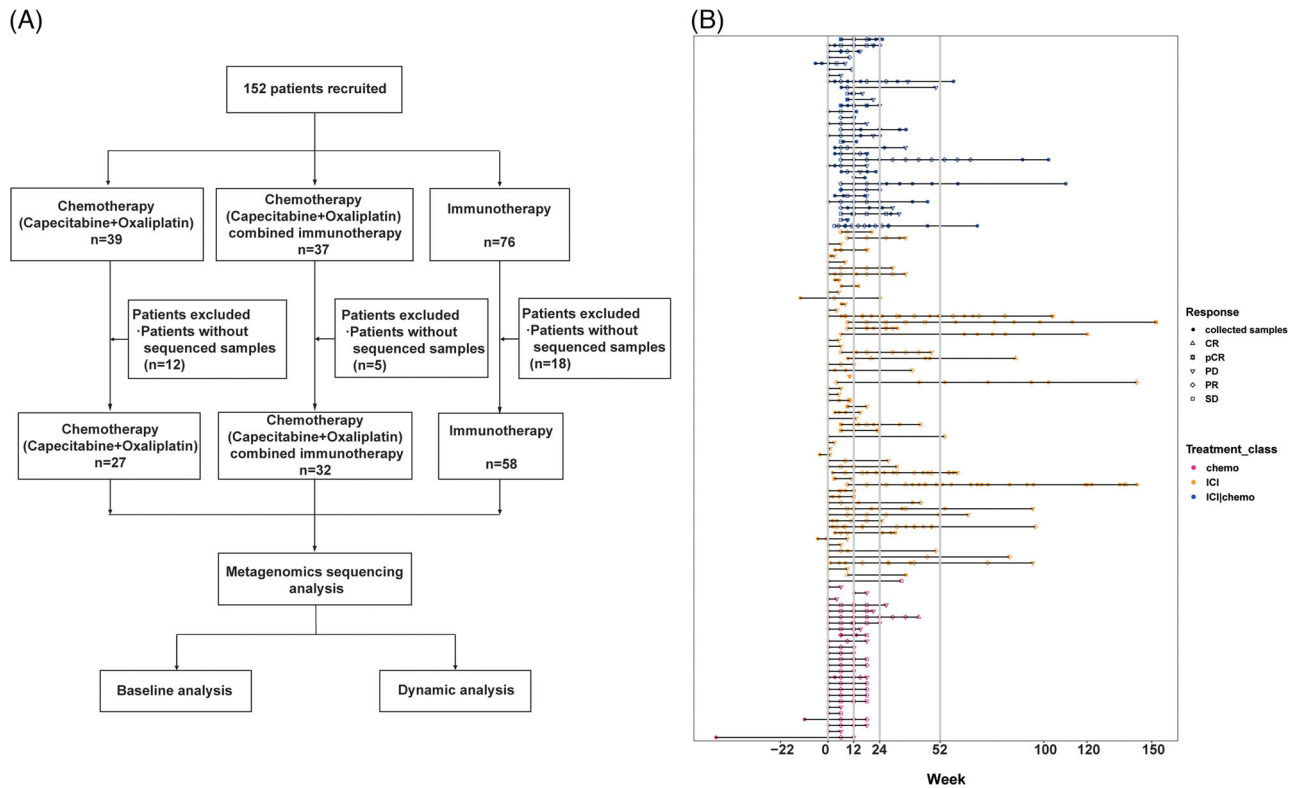 (A)
152 patients recruited
Chemotherapy
(Capecitabine+Oxaliplatin)
n=39
Chemotherapy
(Capecitabine+Oxaliplatin)
combined immunotherapy
n=37
Immunotherapy
n=76
Patients excluded
·Patients without
sequenced samples
(n=12)
Patients excluded
·Patients without
sequenced samples
(n=5)
Patients excluded
·Patients without
sequenced samples
(n=18)
Chemotherapy
(Capecitabine+Oxaliplatin)
n=27
Chemotherapy
(Capecitabine+Oxaliplatin)
combined immunotherapy
n=32
Immunotherapy
n=58
Metagenomics sequencing
analysis
Baseline analysis
Dynamic analysis
(B)
−22 0 12 24 52 100 150
Week
Response
collected samples
CR
pCR
PD
PR
SD
Treatment_class
chemo
ICI
ICI|chemo